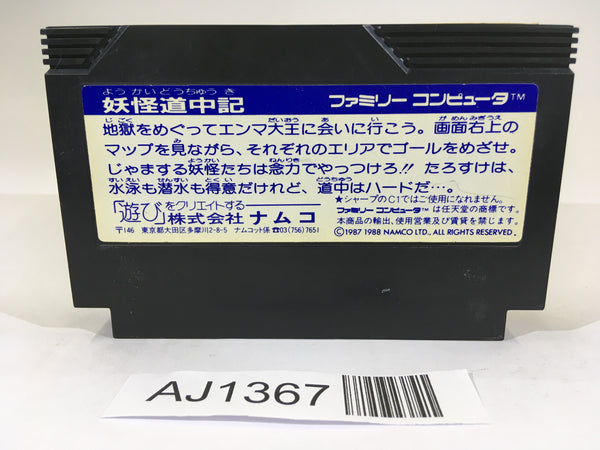 ようかいどうちゅうき
妖怪道中記 ファミリー コンピュータ™
じごく だいおう あ い がめんみぎうえ
地獄をめぐってエンマ大王に会いに行こう。画面右上の
み
マップを見ながら、それぞれのエリアでゴールをめざせ。
ようかい ねんりき
じゃまする妖怪たちは念力でやっつけろ!! たろすけは、
すいえい せんすい とくい どうちゅう
水泳も潜水も得意だけれど、道中はハードだ…。
「遊び」をクリエイトする
株式会社 ナムコ
〒146 東京都大田区多摩川2-8-5 ナムコット係 ☎03(756)7651
★シャープのC1ではご使用になれません。
ファミリー コンピュータ™ は任天堂の商標です。
本商品の輸出、使用営業及び賃貸を禁じます。
©1987 1988 NAMCO LTD., ALL RIGHTS RESERVED.
AJ1367